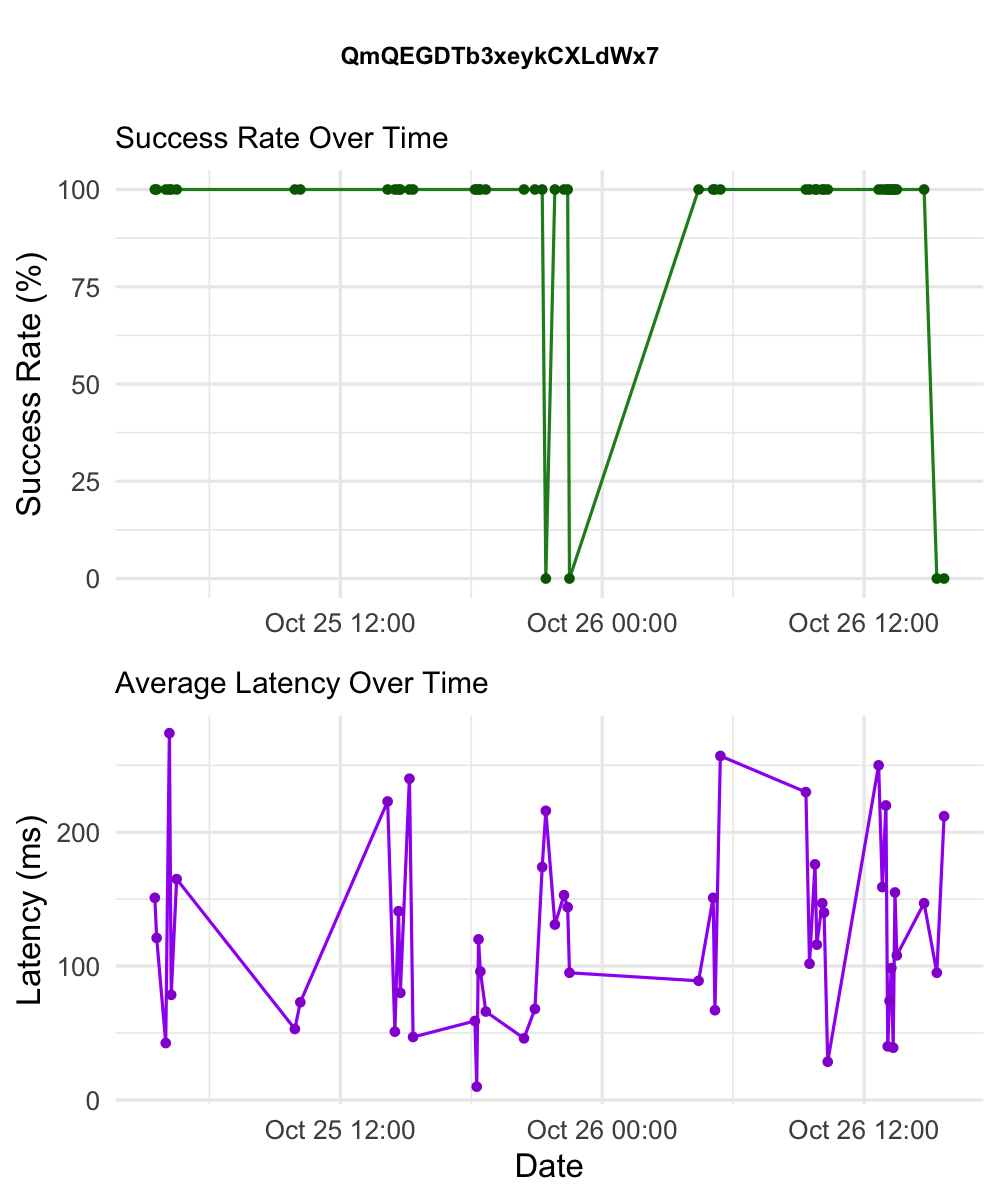 QmQEGDTb3xeykCXLdWx7
Success Rate Over Time
100
75
50
25
0
Success Rate (%)
Oct 25 12:00
Oct 26 00:00
Oct 26 12:00
Average Latency Over Time
200
100
0
Latency (ms)
Oct 25 12:00
Oct 26 00:00
Oct 26 12:00
Date